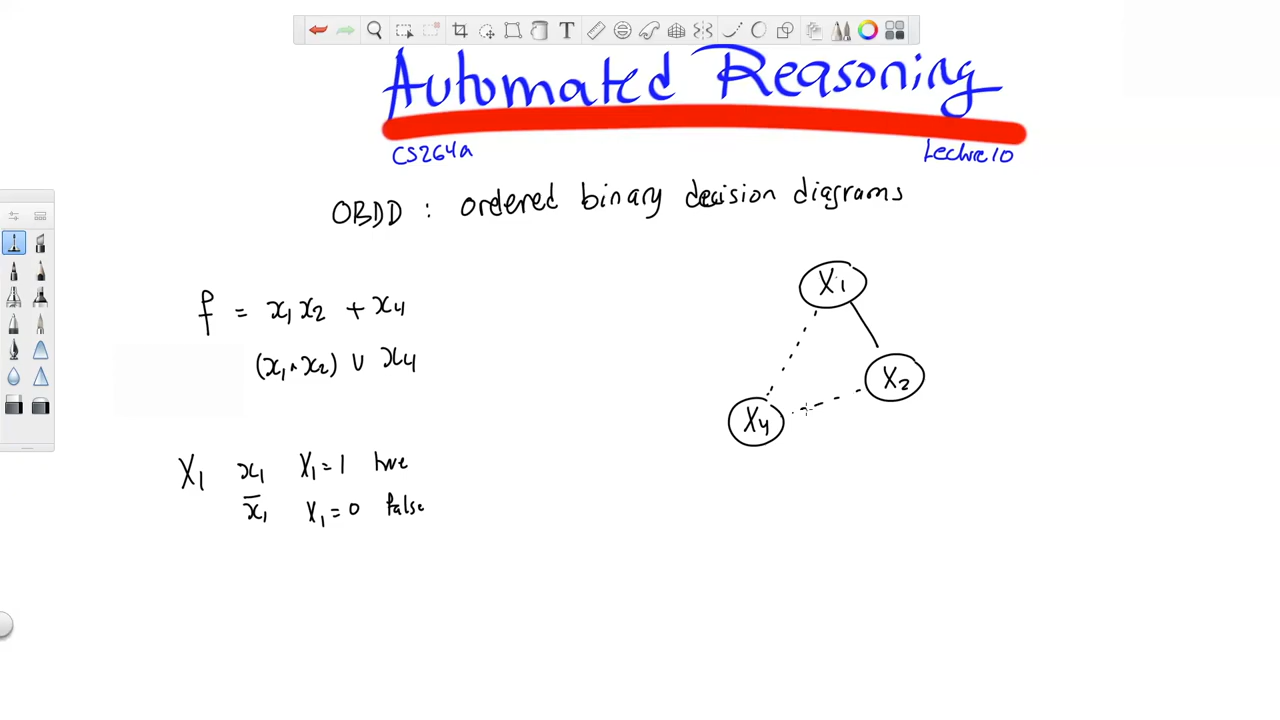 Automated Reasoning
CS264a
Lecture 10
OBDD : ordered binary decision diagrams
f = x₁x₂ + x₄
(x₁ ∧ x₂) ∨ x₄
X₁ x₁ X₁ = 1 true
x̅₁ X₁ = 0 false
X₁
X₂
X₄